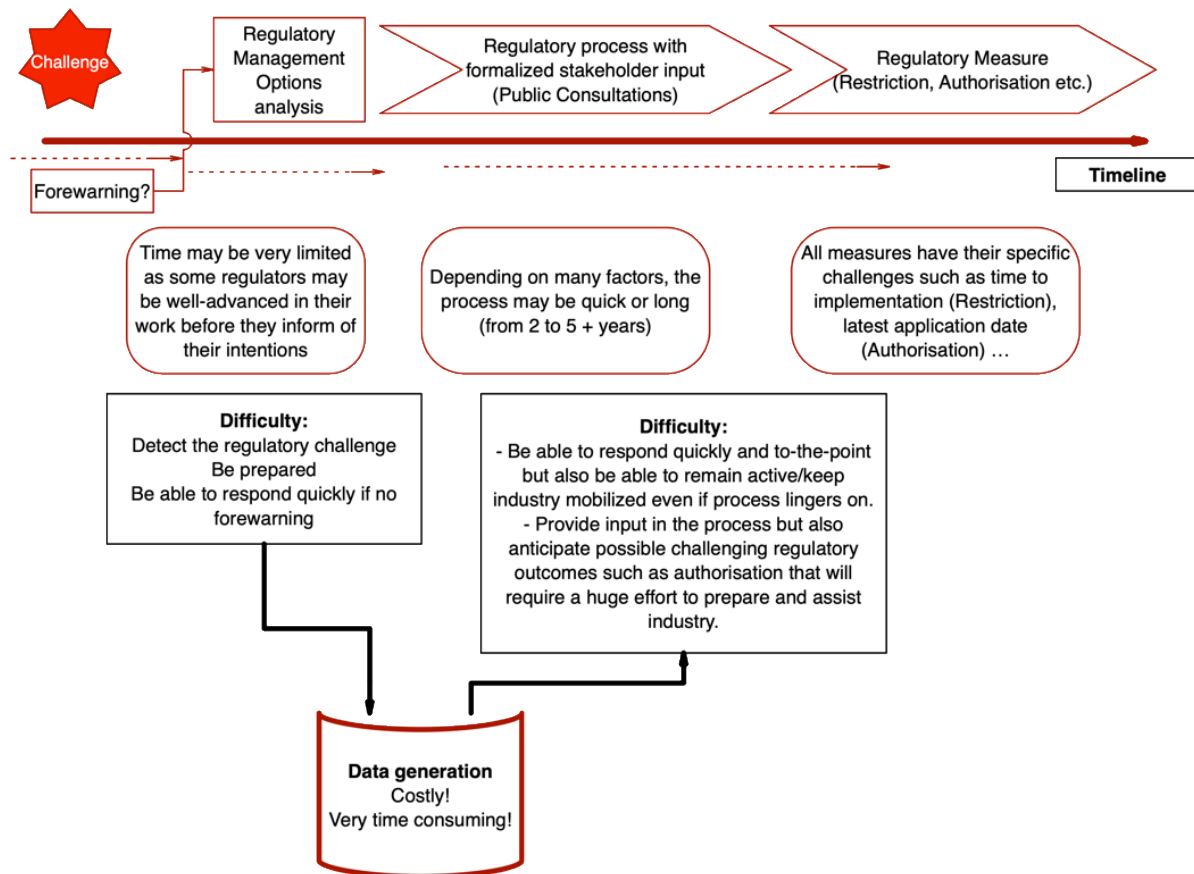 Challenge
Regulatory
Management
Options
analysis
Regulatory process with
formalized stakeholder input
(Public Consultations)
Regulatory Measure
(Restriction, Authorisation etc.)
Forewarning?
Timeline
Time may be very limited
as some regulators may
be well-advanced in their
work before they inform of
their intentions
Depending on many factors, the
process may be quick or long
(from 2 to 5 + years)
All measures have their specific
challenges such as time to
implementation (Restriction),
latest application date
(Authorisation) …
Difficulty:
Detect the regulatory challenge
Be prepared
Be able to respond quickly if no
forewarning
Difficulty:
- Be able to respond quickly and to-the-point
but also be able to remain active/keep
industry mobilized even if process lingers on.
- Provide input in the process but also
anticipate possible challenging regulatory
outcomes such as authorisation that will
require a huge effort to prepare and assist
industry.
Data generation
Costly!
Very time consuming!